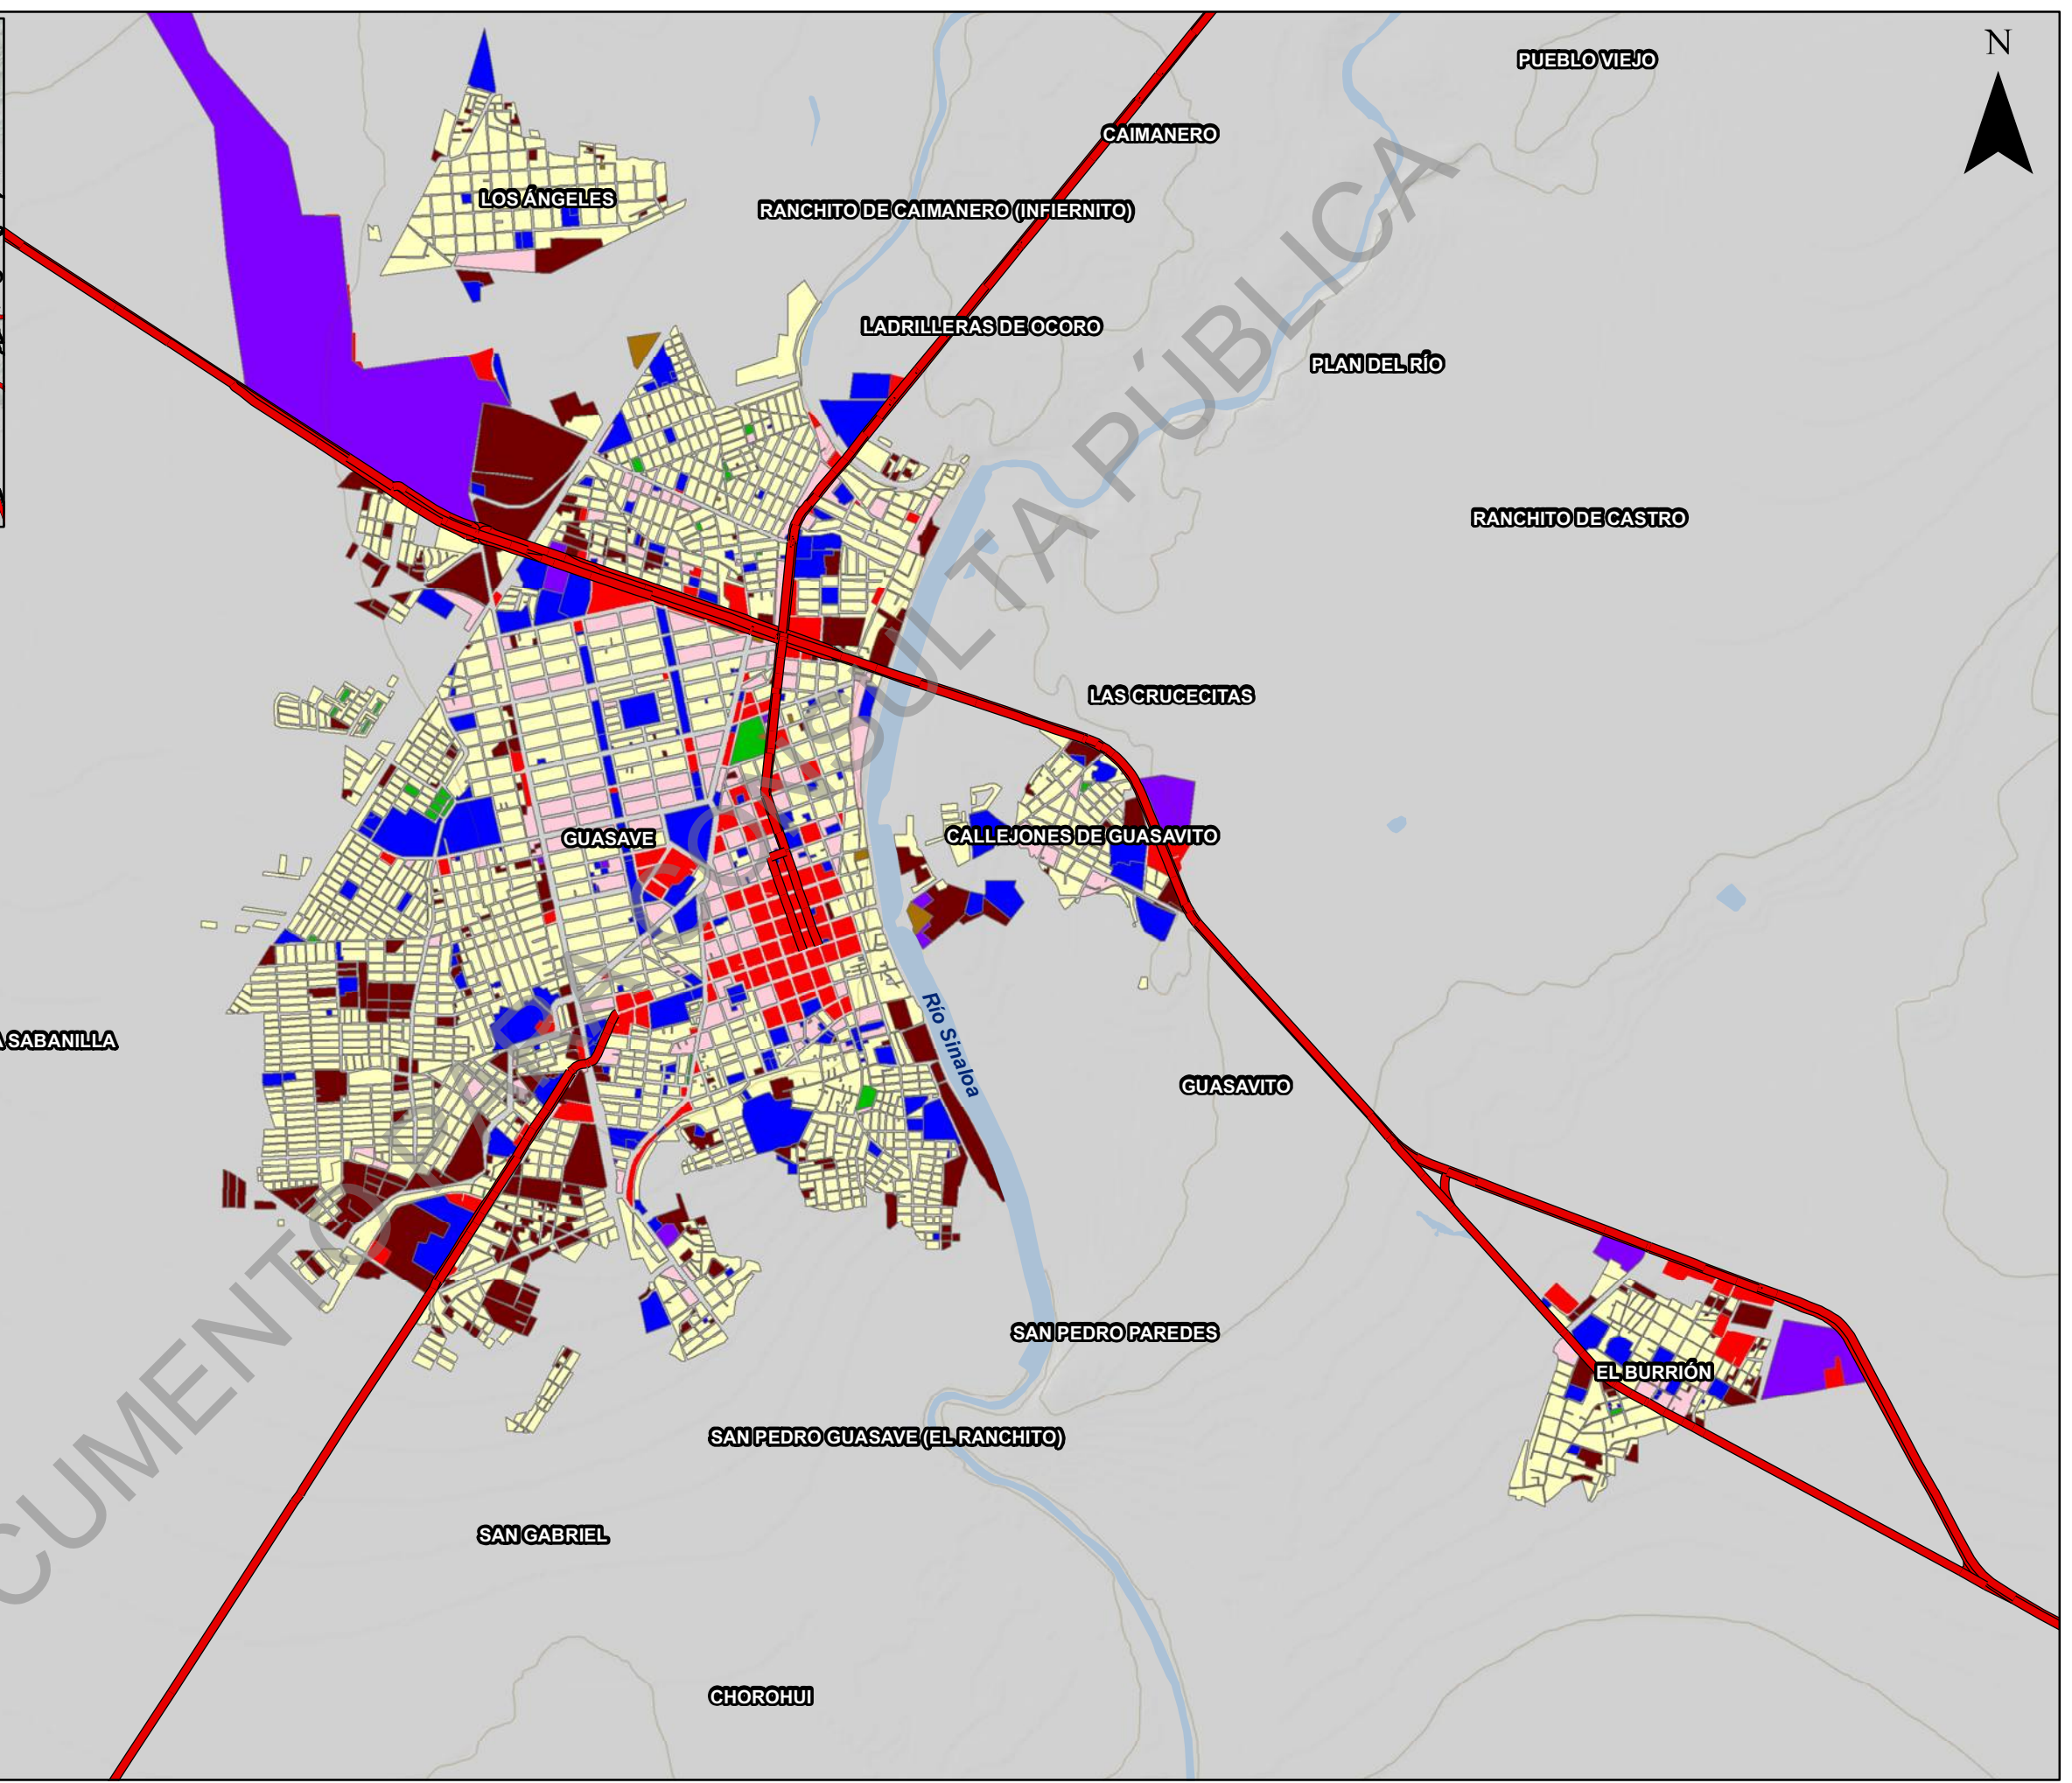 N
PUEBLO VIEJO
CAIMANERO
LOS ÁNGELES
RANCHITO DE CAIMANERO (INFIERNITO)
LADRILLERAS DE OCORO
PLAN DEL RÍO
RANCHITO DE CASTRO
LAS CRUCECITAS
GUASAVE
CALLEJONES DE GUASAVITO
SABANILLA
Río Sinaloa
GUASAVITO
SAN PEDRO PAREDES
EL BURRIÓN
SAN PEDRO GUASAVE (EL RANCHITO)
SAN GABRIEL
CHOROHUI
CUMENTO PARA CONSULTA PÚBLICA